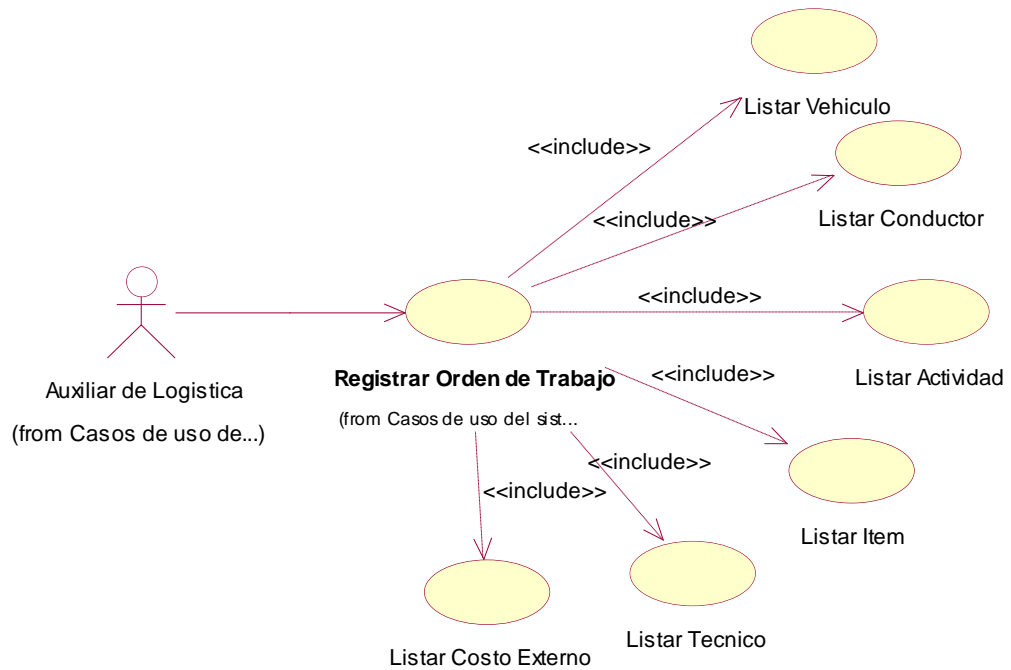 Listar Vehiculo
<<include>>
Listar Conductor
<<include>>
<<include>>
Listar Actividad
Auxiliar de Logistica
(from Casos de uso de...)
Registrar Orden de Trabajo
(from Casos de uso del sist...
<<include>>
Listar Item
<<include>>
<<include>>
Listar Tecnico
Listar Costo Externo